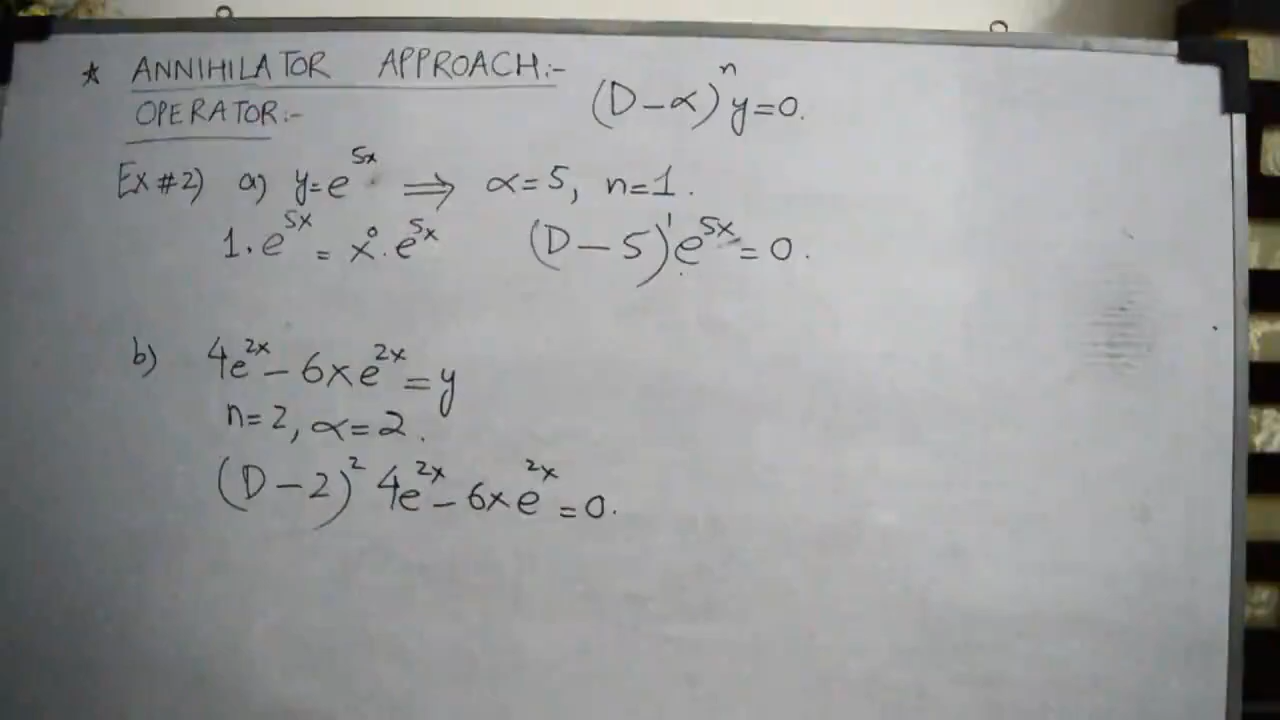 * ANNIHILATOR APPROACH:-
OPERATOR:-
(D-α)ⁿy=0.
Ex #2) a) y=e⁵ˣ ⟹ α=5, n=1.
1.e⁵ˣ = x⁰.e⁵ˣ (D-5)¹e⁵ˣ=0.
b) 4e²ˣ-6xe²ˣ=y
n=2, α=2.
(D-2)² 4e²ˣ-6xe²ˣ=0.